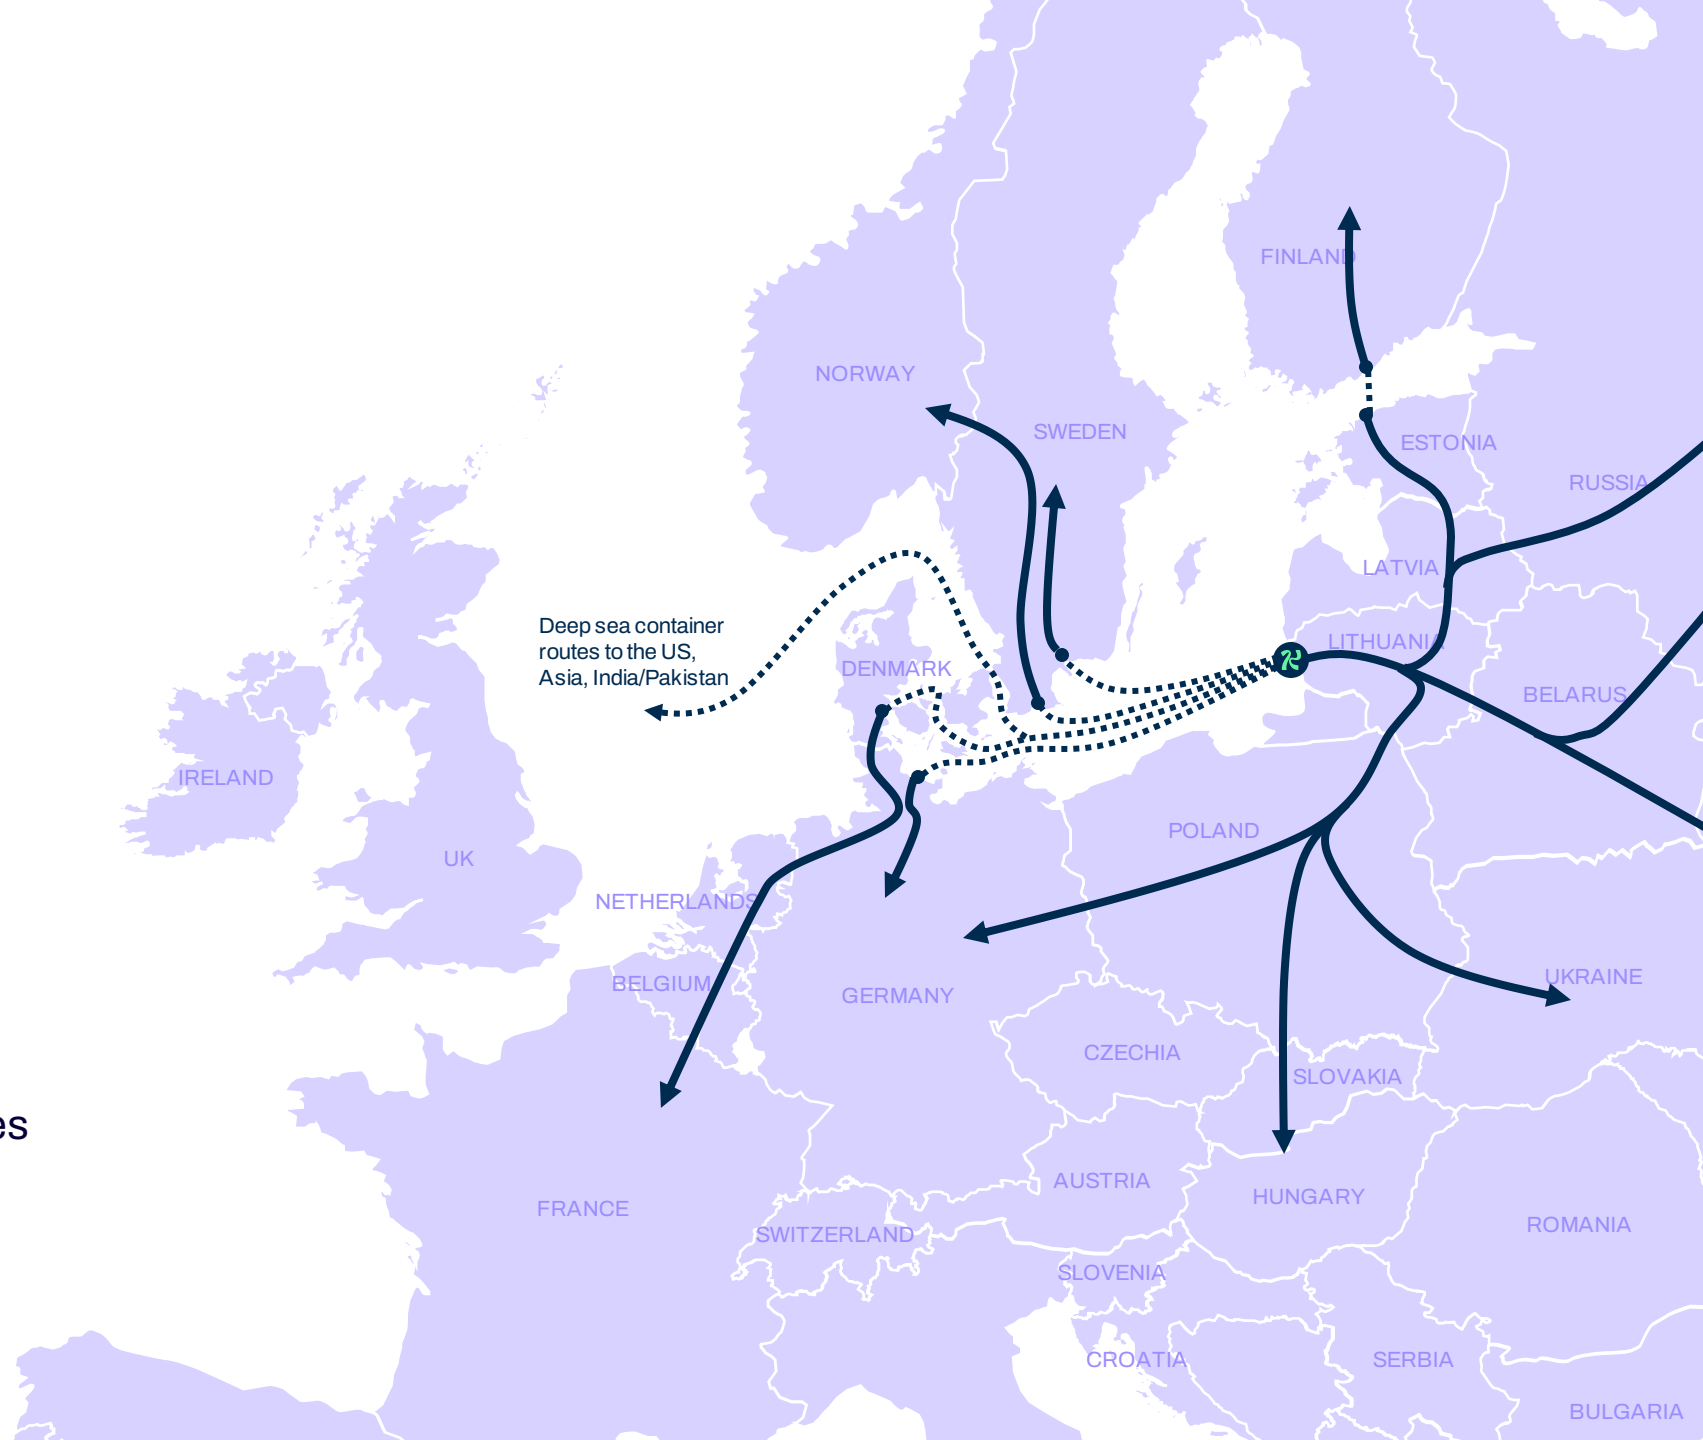 FINLAND
NORWAY
SWEDEN
ESTONIA
RUSSIA
LATVIA
Deep sea container
routes to the US,
Asia, India/Pakistan
LITHUANIA
DENMARK
BELARUS
IRELAND
POLAND
UK
NETHERLANDS
BELGIUM
UKRAINE
GERMANY
CZECHIA
SLOVAKIA
es
AUSTRIA
HUNGARY
FRANCE
ROMANIA
SWITZERLAND
SLOVENIA
CROATIA
SERBIA
BULGARIA